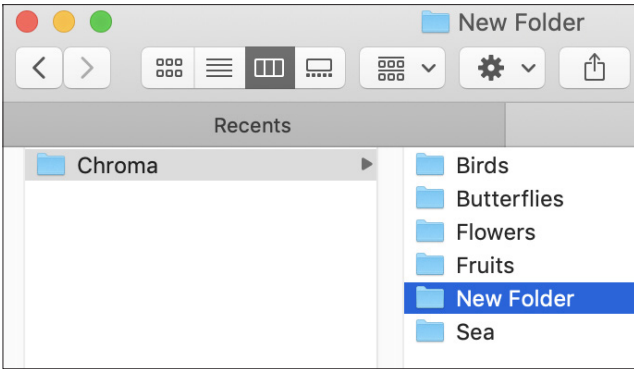 New Folder
Recents
Chroma
Birds
Butterflies
Flowers
Fruits
New Folder
Sea